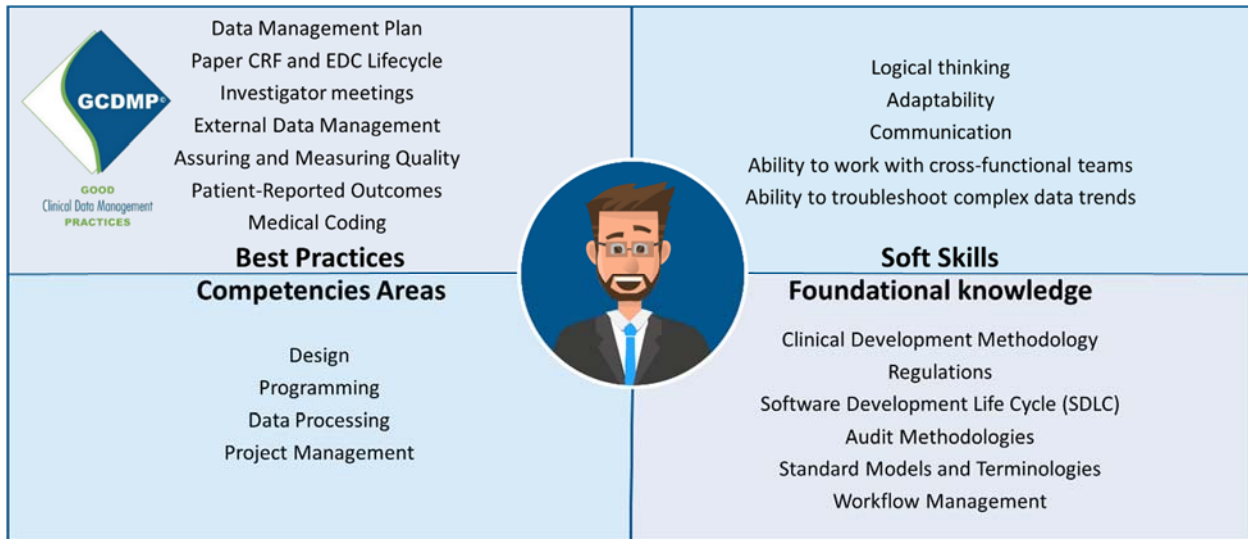 GCDMP©
GOOD
Clinical Data Management
PRACTICES
Data Management Plan
Paper CRF and EDC Lifecycle
Investigator meetings
External Data Management
Assuring and Measuring Quality
Patient-Reported Outcomes
Medical Coding
Best Practices
Logical thinking
Adaptability
Communication
Ability to work with cross-functional teams
Ability to troubleshoot complex data trends
Soft Skills
Competencies Areas
Design
Programming
Data Processing
Project Management
Foundational knowledge
Clinical Development Methodology
Regulations
Software Development Life Cycle (SDLC)
Audit Methodologies
Standard Models and Terminologies
Workflow Management